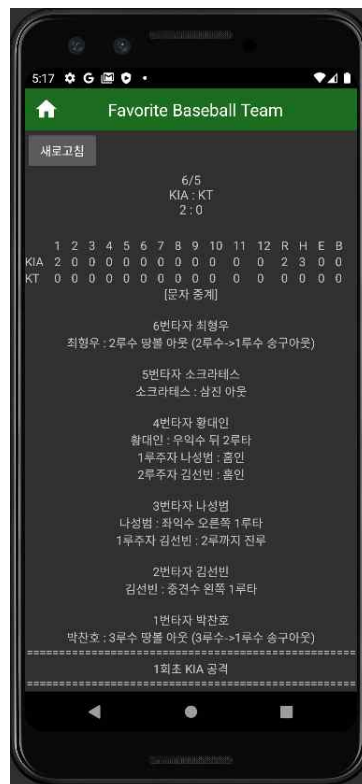 5:17
Favorite Baseball Team
새로고침
6/5
KIA : KT
2 : 0
1 2 3 4 5 6 7 8 9 10 11 12 R H E B
KIA 2 0 0 0 0 0 0 0 0 0 0 0 2 3 0 0
KT 0 0 0 0 0 0 0 0 0 0 0 0 0 0 0 0
[문자 중계]
6번타자 최형우
최형우 : 2루수 땅볼 아웃 (2루수->1루수 송구아웃)
5번타자 소크라테스
소크라테스 : 삼진 아웃
4번타자 황대인
황대인 : 우익수 뒤 2루타
1루주자 나성범 : 홈인
2루주자 김선빈 : 홈인
3번타자 나성범
나성범 : 좌익수 오른쪽 1루타
1루주자 김선빈 : 2루까지 진루
2번타자 김선빈
김선빈 : 중견수 왼쪽 1루타
1번타자 박찬호
박찬호 : 3루수 땅볼 아웃 (3루수->1루수 송구아웃)
====================================================
1회초 KIA 공격
====================================================